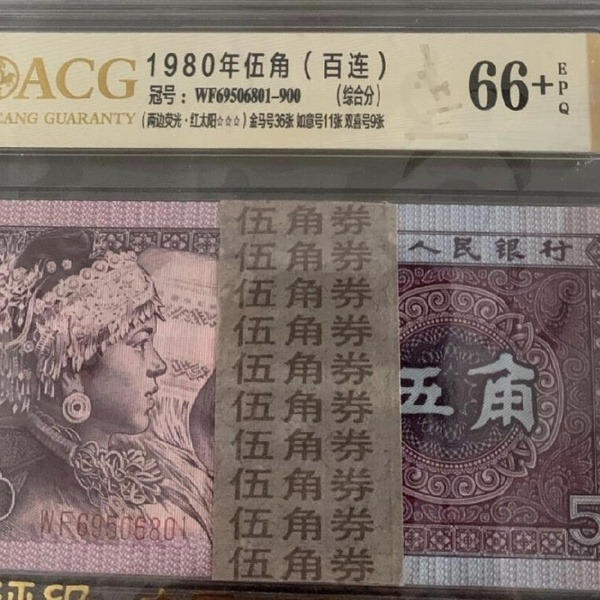 ACG
CANG GUARANTY
1980年伍角（百连）
冠号：WF69506801-900 （综合分）
（两边荧光·红太阳☆☆☆）金马号36张 如意号11张 双喜号9张
66+
EPQ
伍角券
伍角券
伍角券
伍角券
伍角券
伍角券
伍角券
伍角券
伍角券
伍角券
人民银行
伍角
5
WF69506801